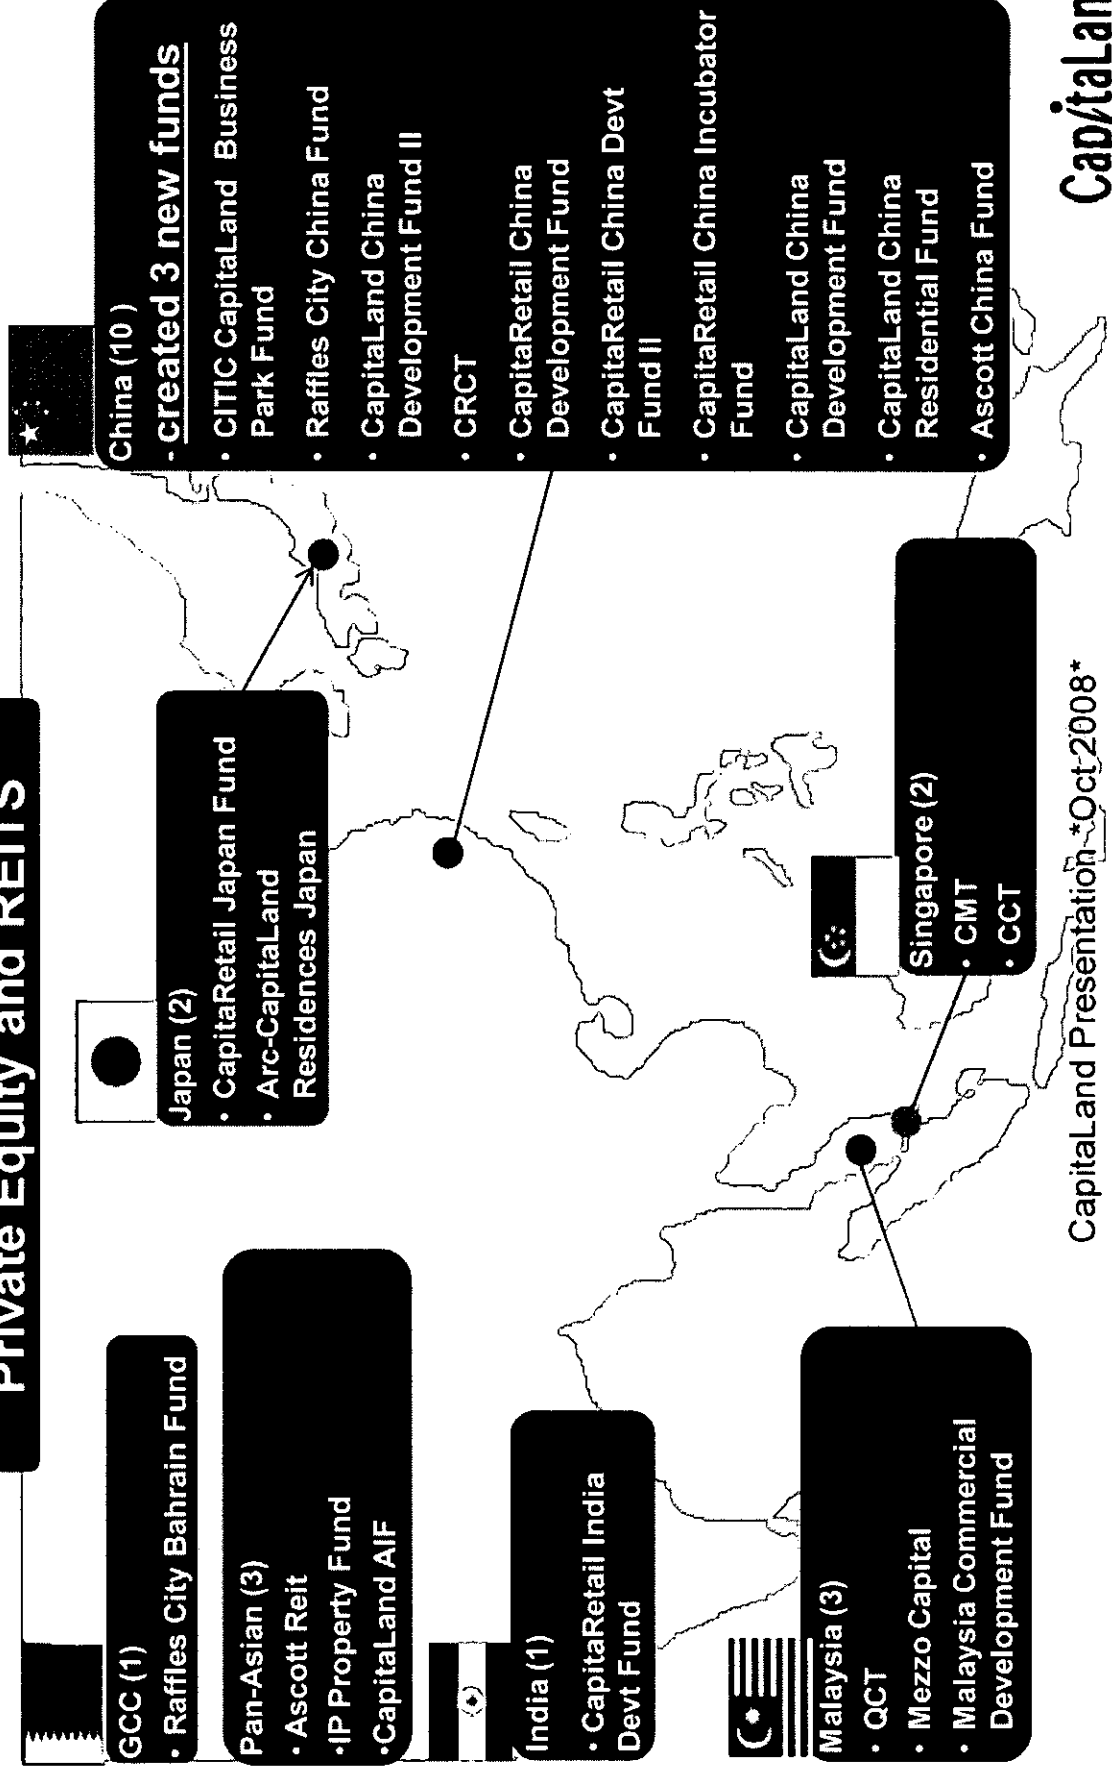 Private Equity and REITs
GCC (1)
• Raffles City Bahrain Fund
Pan-Asian (3)
• Ascott Reit
•IP Property Fund
•CapitaLand AIF
India (1)
• CapitaRetail India
Devt Fund
Malaysia (3)
• QCT
• Mezzo Capital
• Malaysia Commercial
Development Fund
Japan (2)
• CapitaRetail Japan Fund
• Arc-CapitaLand
Residences Japan
Singapore (2)
• CMT
• CCT
China (10 )
- created 3 new funds
• CITIC CapitaLand Business
Park Fund
• Raffles City China Fund
• CapitaLand China
Development Fund II
• CRCT
• CapitaRetail China
Development Fund
• CapitaRetail China Devt
Fund II
• CapitaRetail China Incubator
Fund
• CapitaLand China
Development Fund
• CapitaLand China
Residential Fund
• Ascott China Fund
CapitaLand Presentation *Oct 2008*
CapitaLan